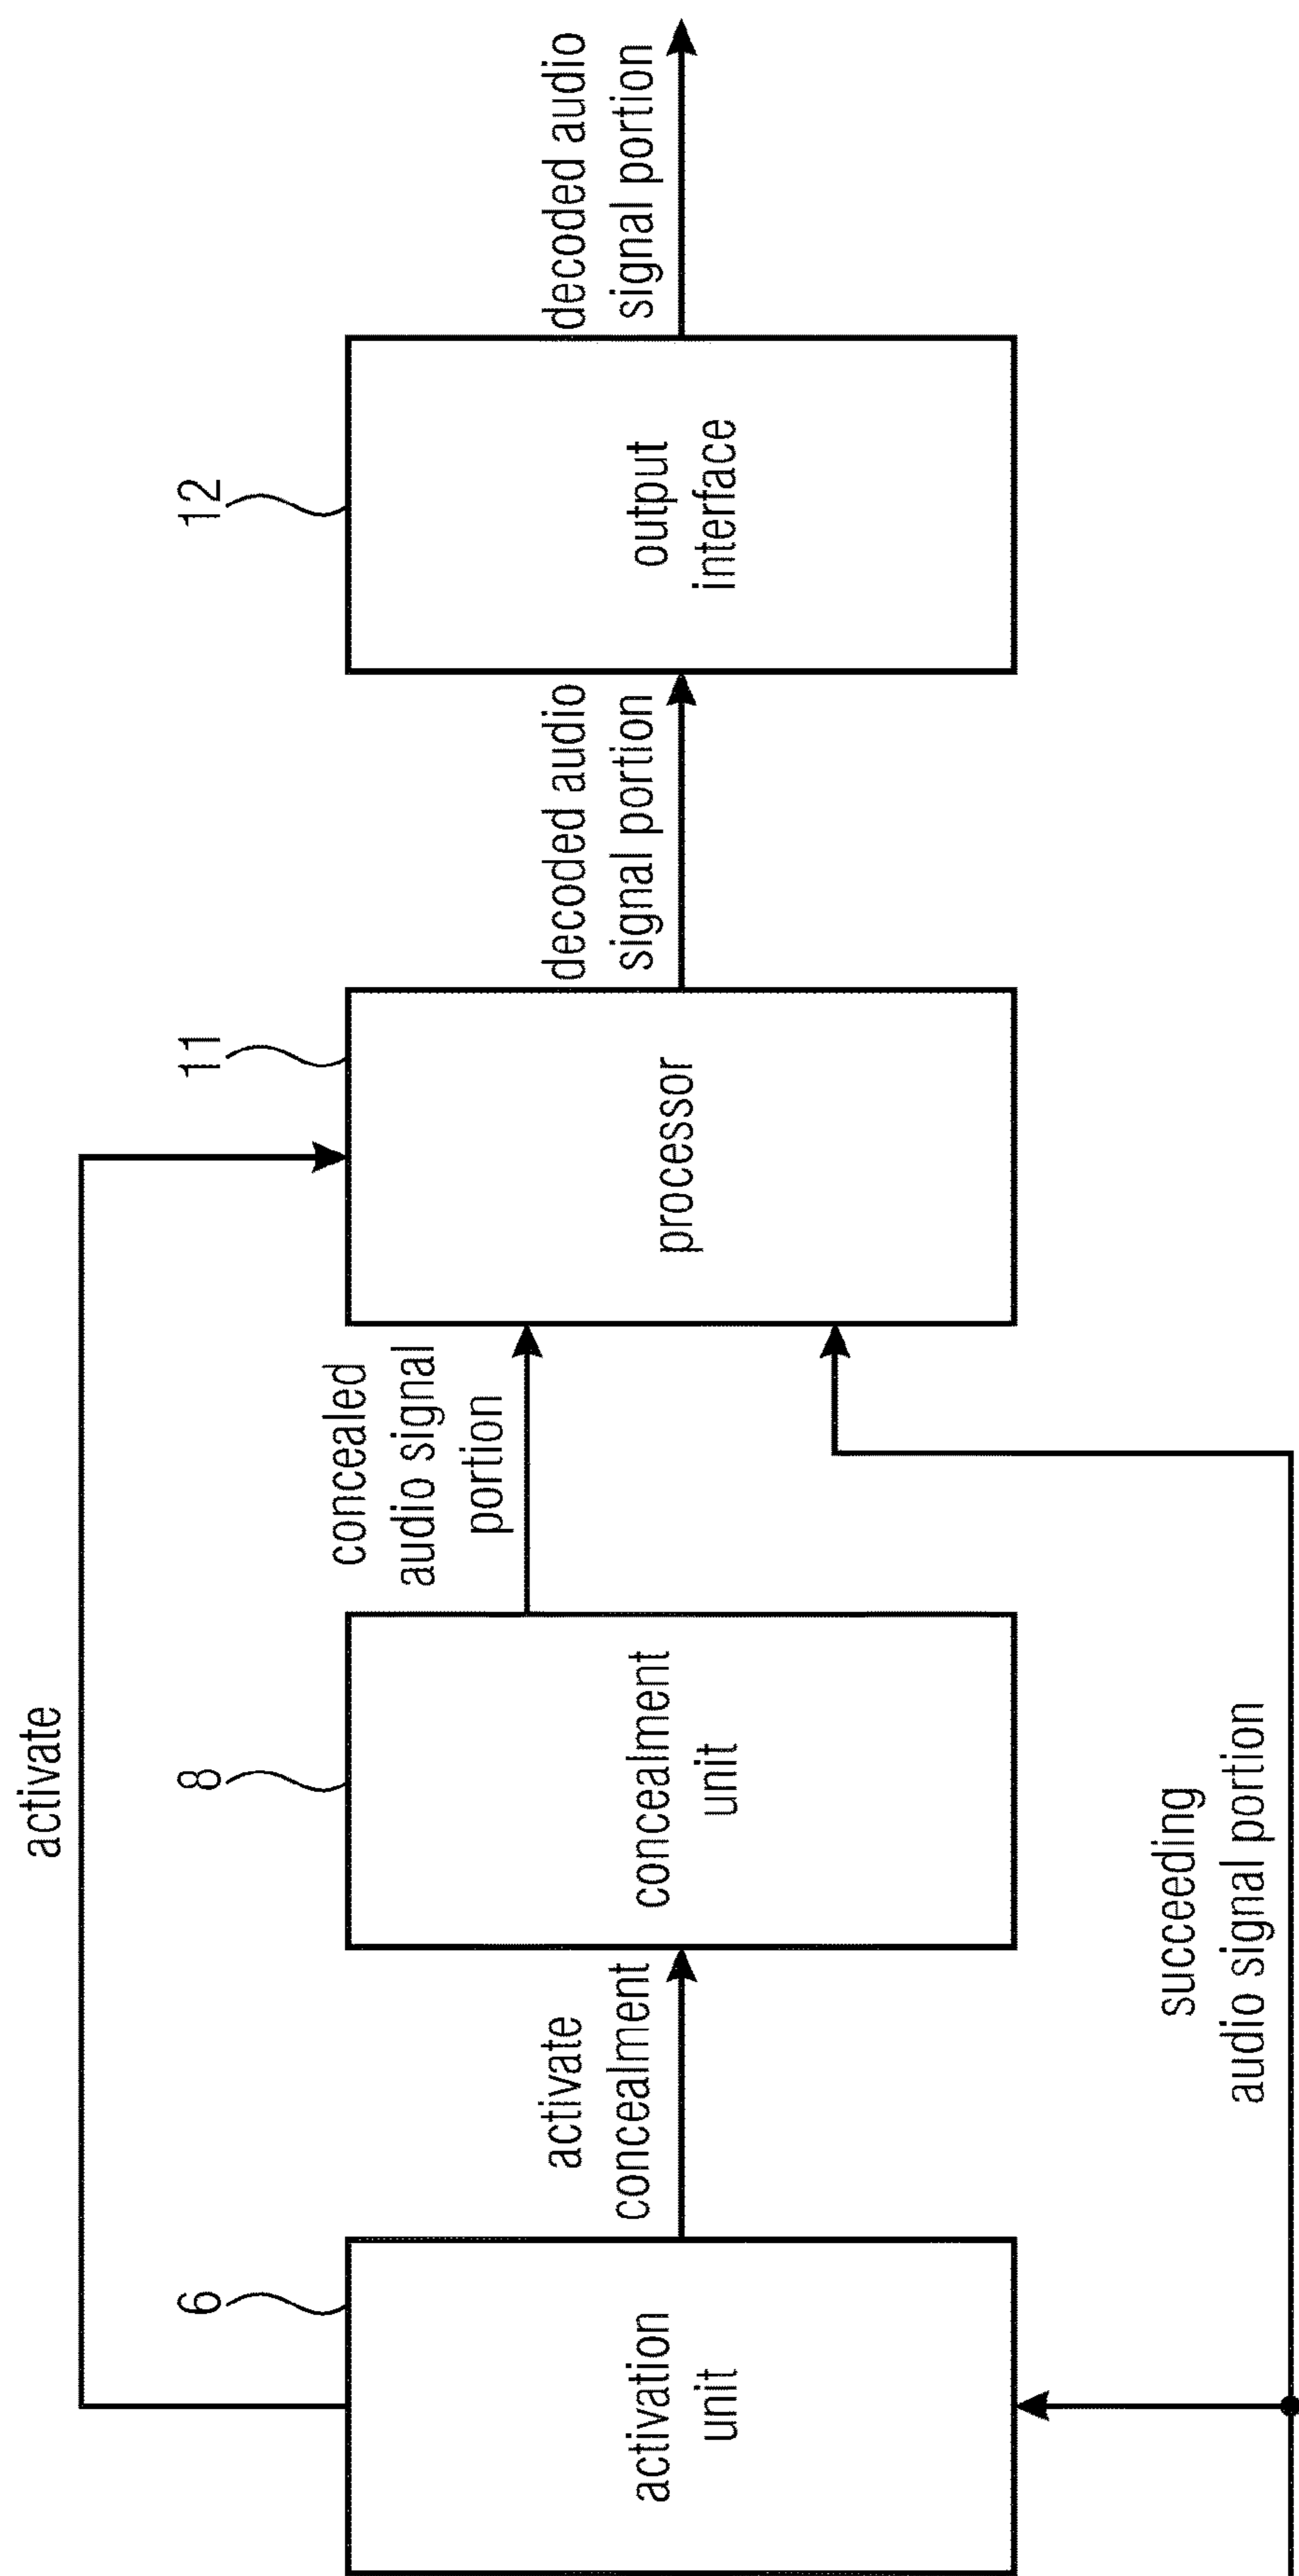 activate
6
8
11
12
activation
unit
activate
concealment
concealment
unit
concealed
audio signal
portion
processor
decoded audio
signal portion
output
interface
decoded audio
signal portion
succeeding
audio signal portion